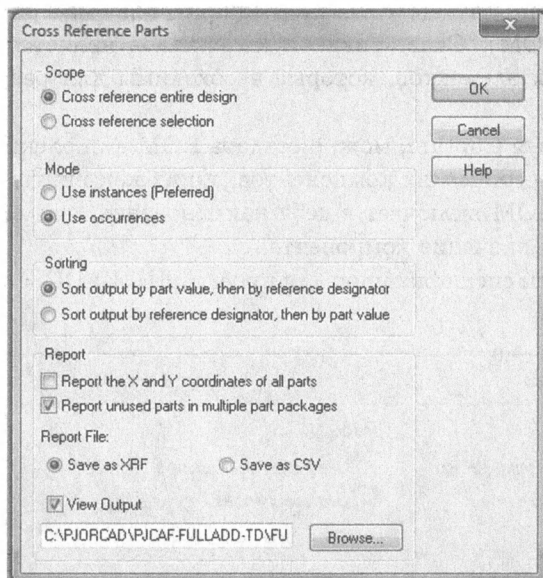 Cross Reference Parts
Scope
Cross reference entire design
Cross reference selection
OK
Cancel
Help
Mode
Use instances (Preferred)
Use occurrences
Sorting
Sort output by part value, then by reference designator
Sort output by reference designator, then by part value
Report
Report the X and Y coordinates of all parts
Report unused parts in multiple part packages
Report File:
Save as XRF
Save as CSV
View Output
C:\PJORCAD\PJCAF-FULLADD-TD\FU
Browse...